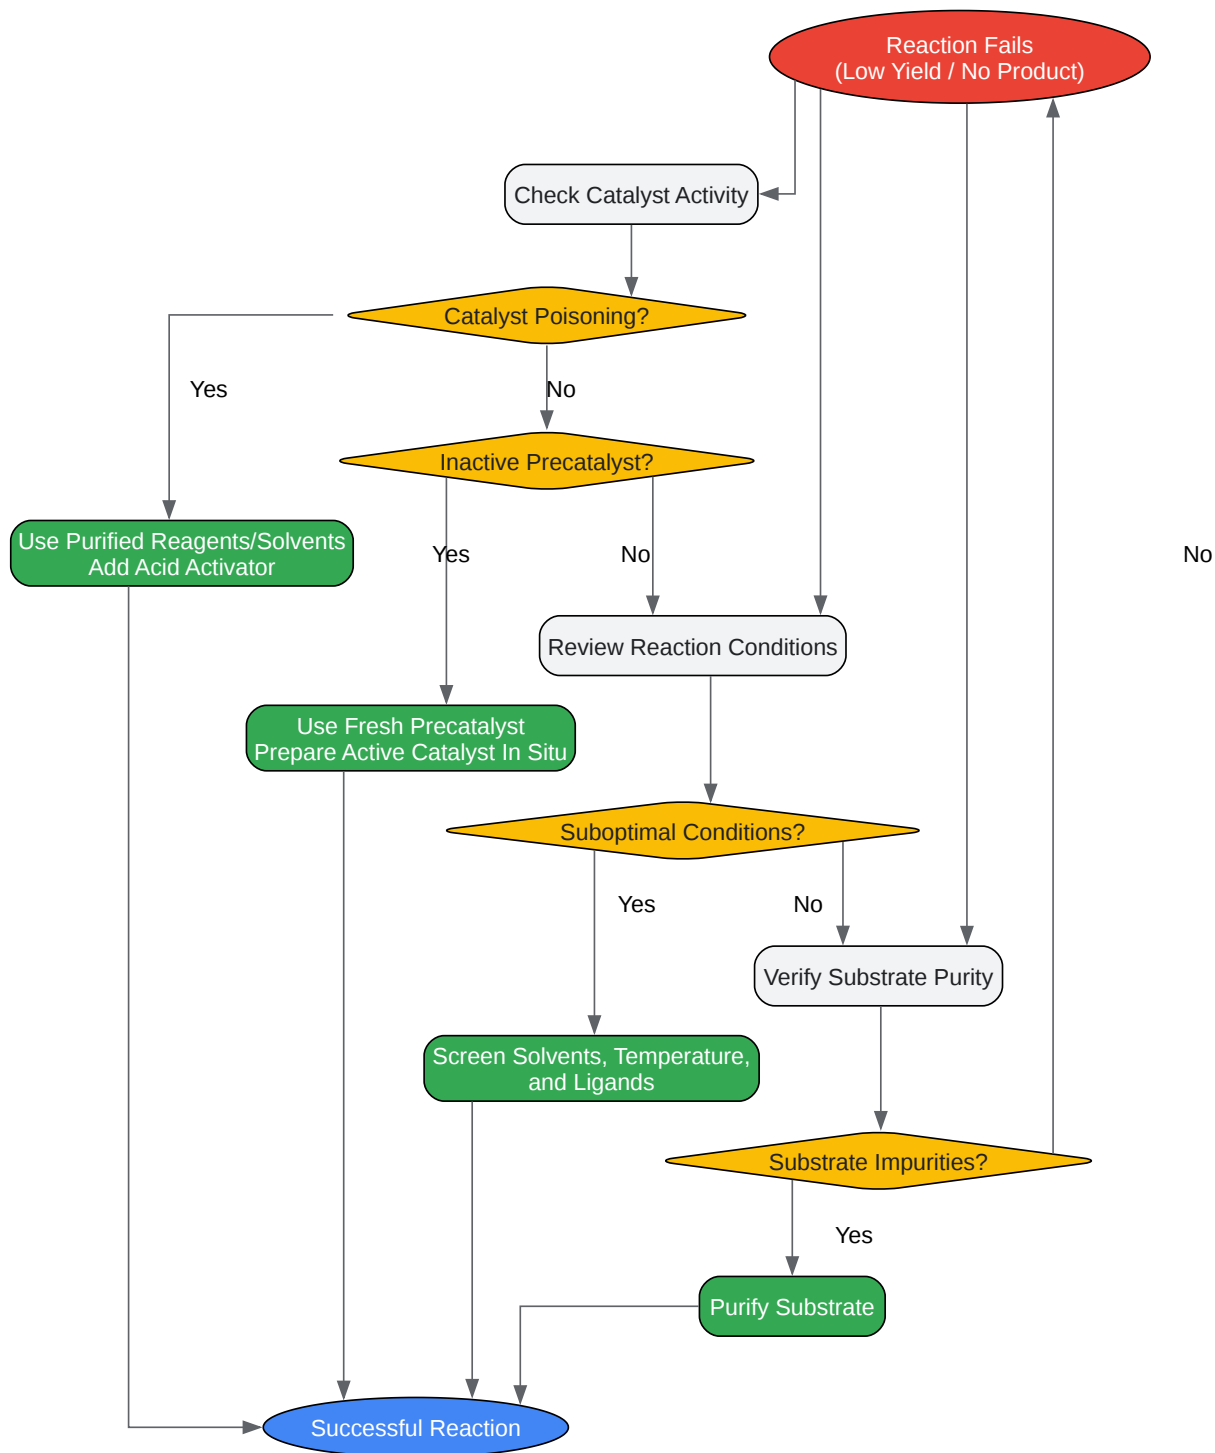 Reaction Fails
(Low Yield / No Product)
Check Catalyst Activity
Catalyst Poisoning?
Yes
No
Inactive Precatalyst?
Use Purified Reagents/Solvents
Add Acid Activator
Yes
No
No
Review Reaction Conditions
Use Fresh Precatalyst
Prepare Active Catalyst In Situ
Suboptimal Conditions?
Yes
No
Verify Substrate Purity
Screen Solvents, Temperature,
and Ligands
Substrate Impurities?
Yes
Purify Substrate
Successful Reaction